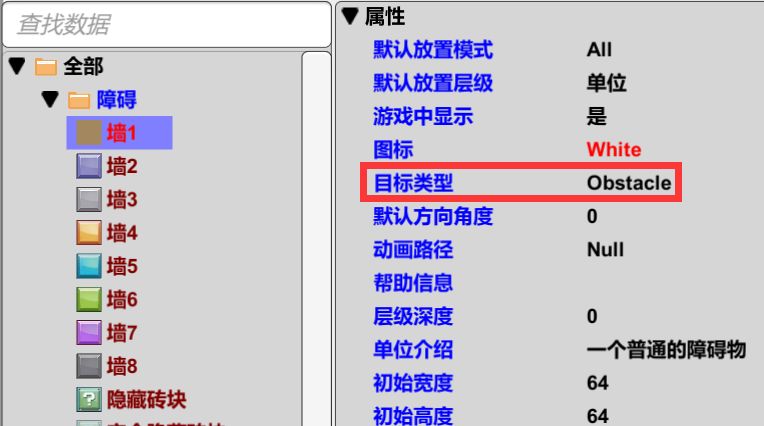 查找数据
全部
障碍
墙1
墙2
墙3
墙4
墙5
墙6
墙7
墙8
隐藏砖块
属性
默认放置模式 All
默认放置层级 单位
游戏中显示 是
图标 White
目标类型 Obstacle
默认方向角度 0
动画路径 Null
帮助信息
层级深度 0
单位介绍 一个普通的障碍物
初始宽度 64
初始高度 64